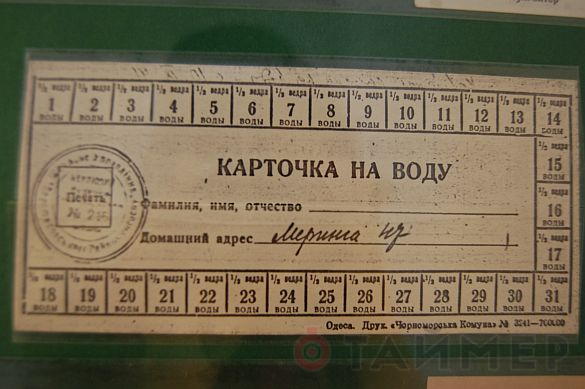 1/2 ведра 1/2 ведра 1/2 ведра 1/2 ведра 1/2 ведра 1/2 ведра 1/2 ведра 1/2 ведра 1/2 ведра 1/2 ведра 1/2 ведра 1/2 ведра 1/2 ведра 1/2 ведра
1 2 3 4 5 6 7 8 9 10 11 12 13 14
воды воды воды воды воды воды воды воды воды воды воды воды воды воды
1/2 ведра
15
воды
КАРТОЧКА НА ВОДУ
1/2 ведра
16
воды
Печать
№
Фамилия, имя, отчество
Домашний адрес
1/2 ведра
17
воды
1/2 ведра 1/2 ведра 1/2 ведра 1/2 ведра 1/2 ведра 1/2 ведра 1/2 ведра 1/2 ведра 1/2 ведра 1/2 ведра 1/2 ведра 1/2 ведра 1/2 ведра 1/2 ведра
18 19 20 21 22 23 24 25 26 27 28 29 30 31
воды воды воды воды воды воды воды воды воды воды воды воды воды воды
Одеса. Друк. «Чорноморська Комуна» № 3241—700000
ТАЙМЕР